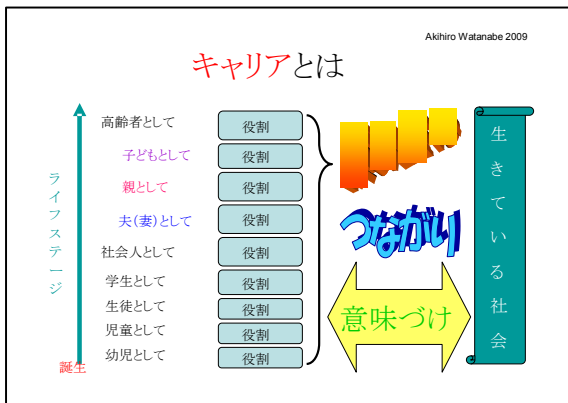 Akihiro Watanabe 2009
キャリアとは
ライフステージ
誕生
高齢者として
役割
子どもとして
役割
親として
役割
夫(妻)として
役割
社会人として
役割
学生として
役割
生徒として
役割
児童として
役割
幼児として
役割
つながり
意味づけ
生きている社会